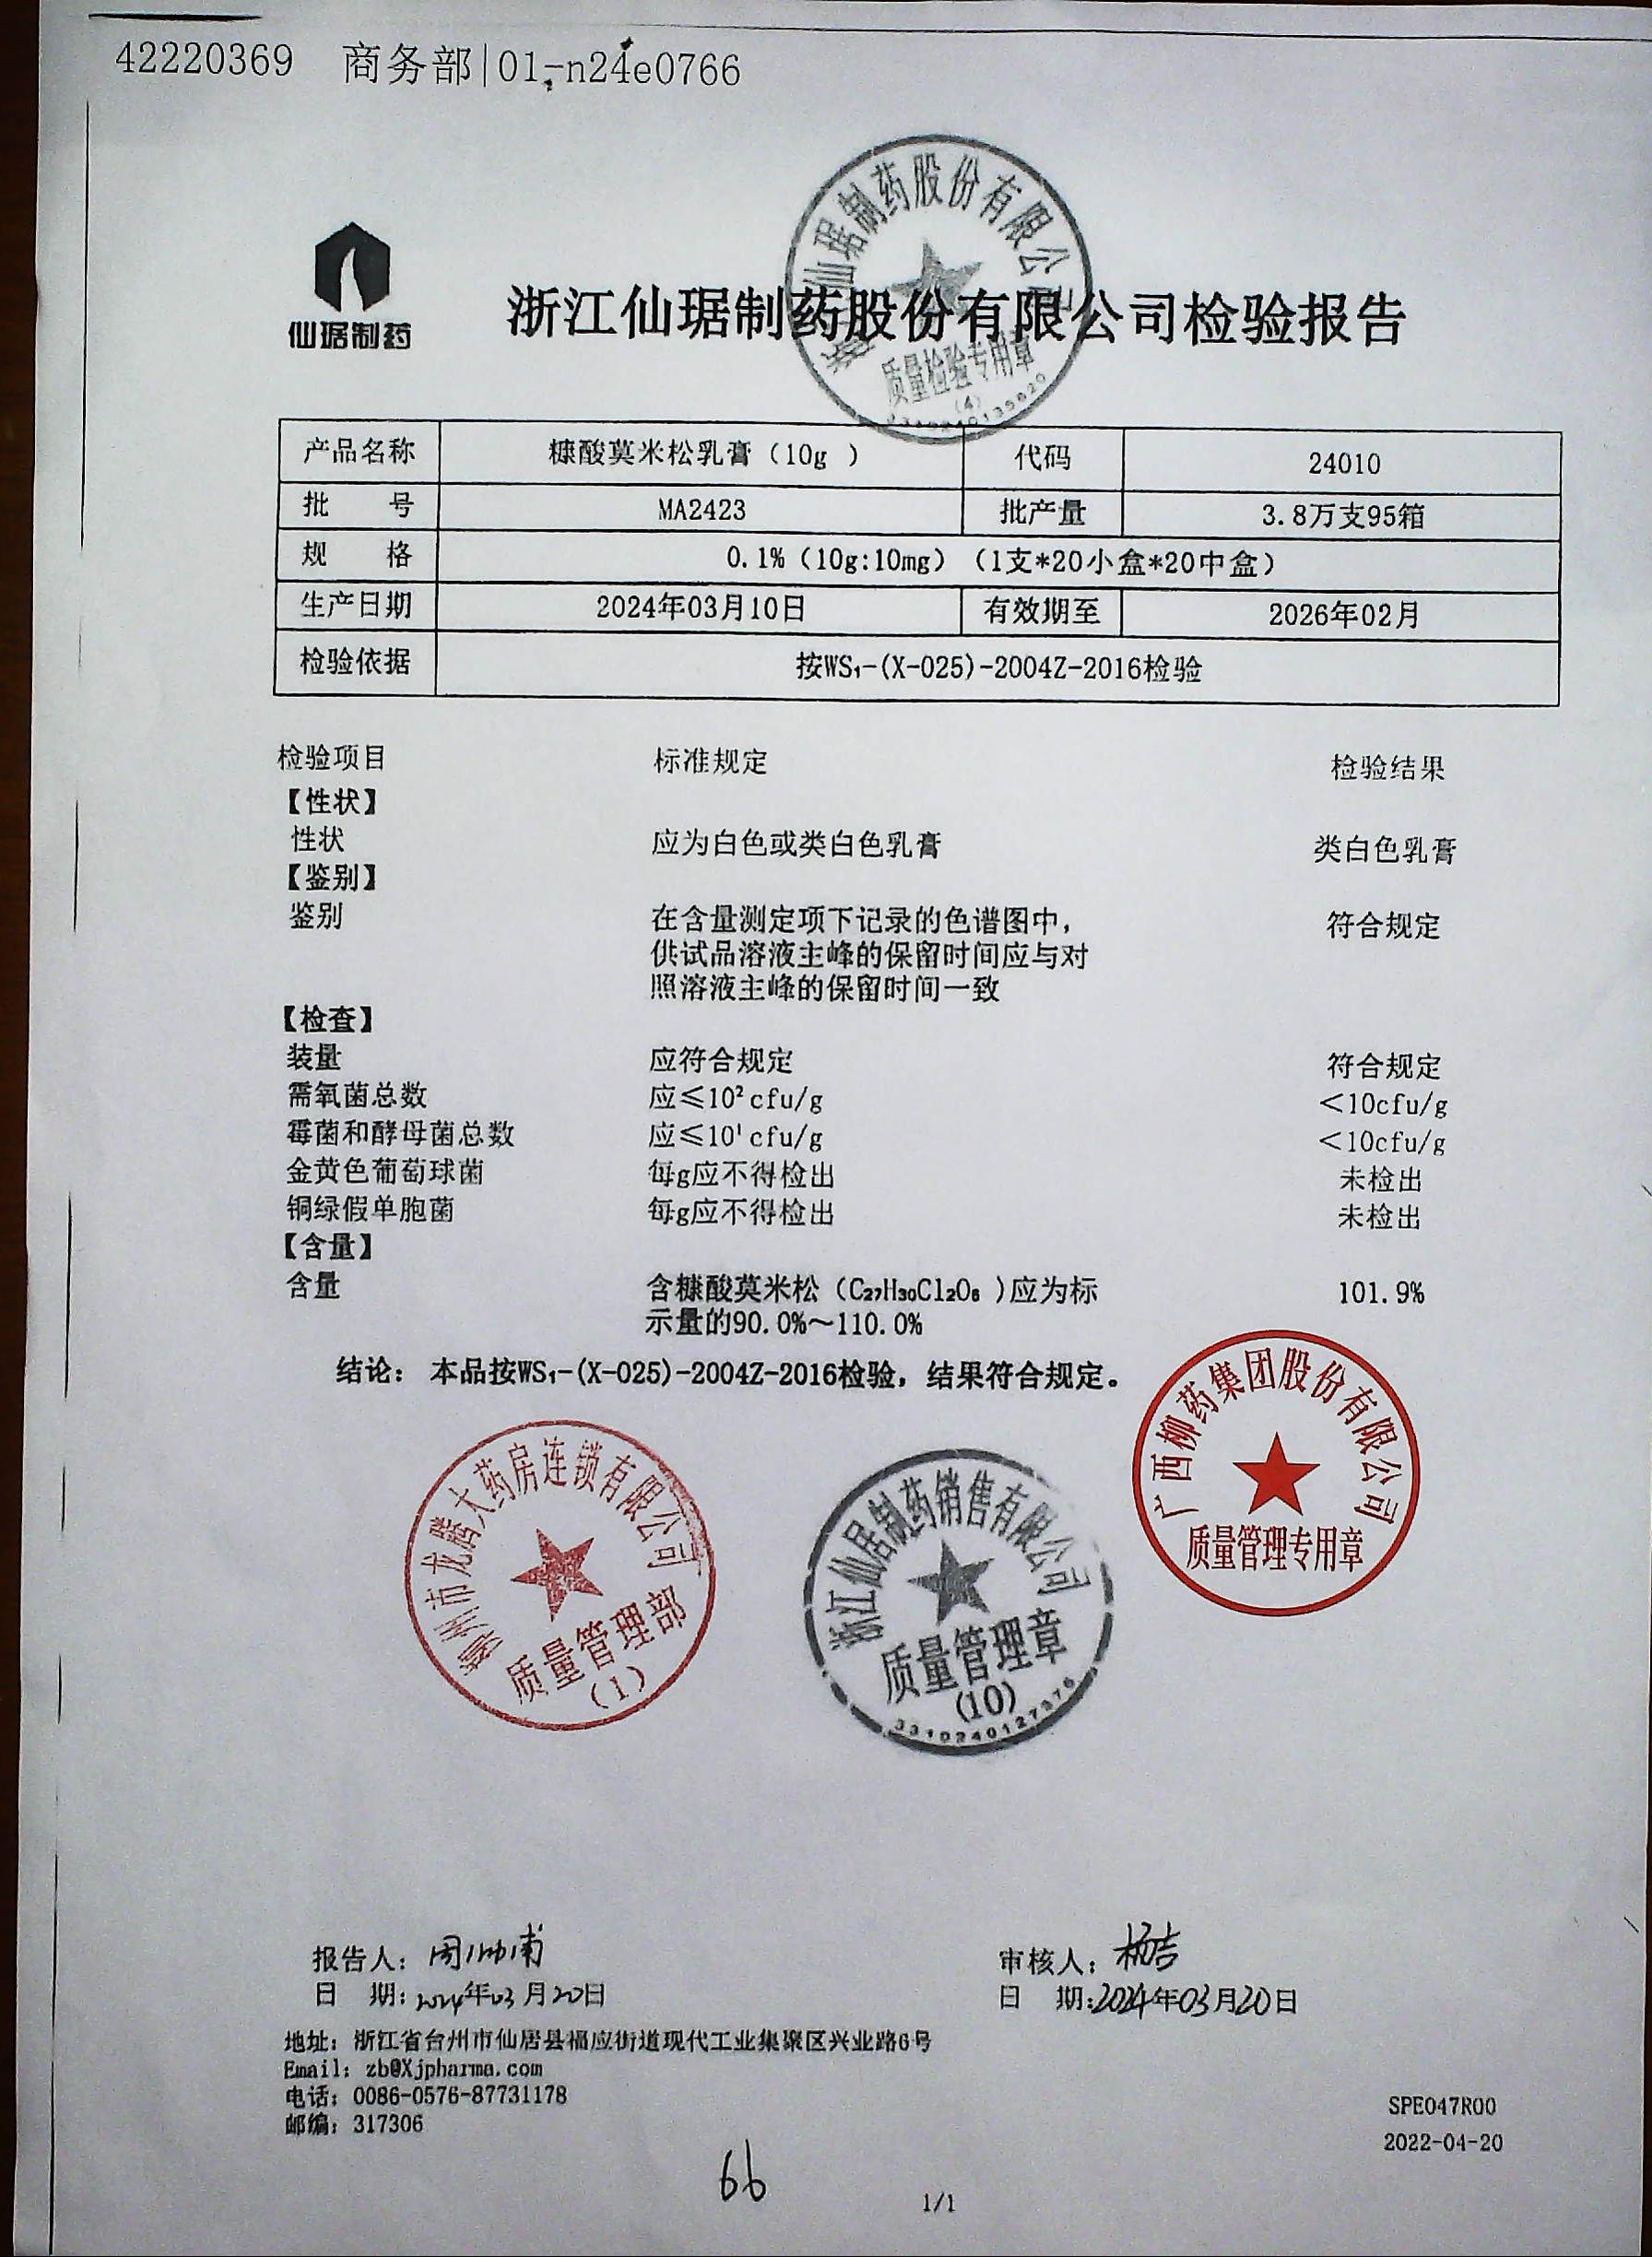 42220369 商务部|01-n24e0766
仙琚制药
浙江仙琚制药股份有限公司检验报告
仙琚制药股份有限公司
质量检验专用章
(4)
产品名称 糠酸莫米松乳膏（10g ） 代码 24010
批 号 MA2423 批产量 3.8万支95箱
规 格 0.1%（10g:10mg）（1支*20小盒*20中盒）
生产日期 2024年03月10日 有效期至 2026年02月
检验依据 按WS₁-(X-025)-2004Z-2016检验
检验项目 标准规定 检验结果
【性状】
性状 应为白色或类白色乳膏 类白色乳膏
【鉴别】
鉴别 在含量测定项下记录的色谱图中， 符合规定
供试品溶液主峰的保留时间应与对
照溶液主峰的保留时间一致
【检查】
装量 应符合规定 符合规定
需氧菌总数 应≤10²cfu/g <10cfu/g
霉菌和酵母菌总数 应≤10¹cfu/g <10cfu/g
金黄色葡萄球菌 每g应不得检出 未检出
铜绿假单胞菌 每g应不得检出 未检出
【含量】
含量 含糠酸莫米松（C₂₇H₃₀Cl₂O₆ ）应为标 101.9%
示量的90.0%～110.0%
结论： 本品按WS₁-(X-025)-2004Z-2016检验，结果符合规定。
广西柳药集团股份有限公司
质量管理专用章
柳州市龙腾大药房连锁有限公司
质量管理部
(1)
浙江仙居制药销售有限公司
质量管理章
(10)
报告人： 审核人： 杨吉
日 期：2024年03月20日 日 期：2024年03月20日
地址：浙江省台州市仙居县福应街道现代工业集聚区兴业路6号
Email：zb@Xjpharma.com
电话：0086-0576-87731178
邮编：317306
SPE047R00
2022-04-20
66
1/1